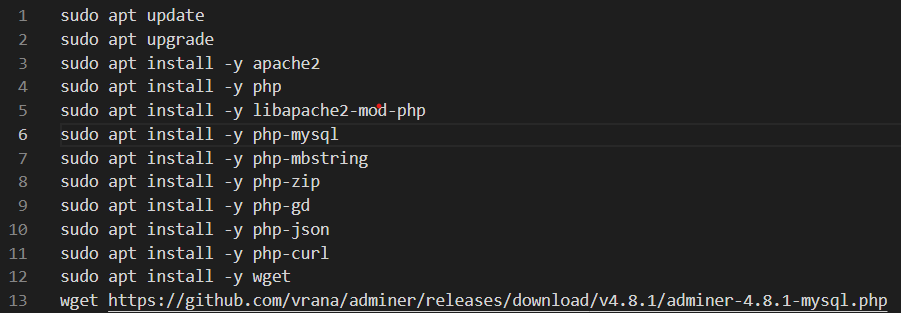 1 sudo apt update
2 sudo apt upgrade
3 sudo apt install -y apache2
4 sudo apt install -y php
5 sudo apt install -y libapache2-mod-php
6 sudo apt install -y php-mysql
7 sudo apt install -y php-mbstring
8 sudo apt install -y php-zip
9 sudo apt install -y php-gd
10 sudo apt install -y php-json
11 sudo apt install -y php-curl
12 sudo apt install -y wget
13 wget https://github.com/vrana/adminer/releases/download/v4.8.1/adminer-4.8.1-mysql.php